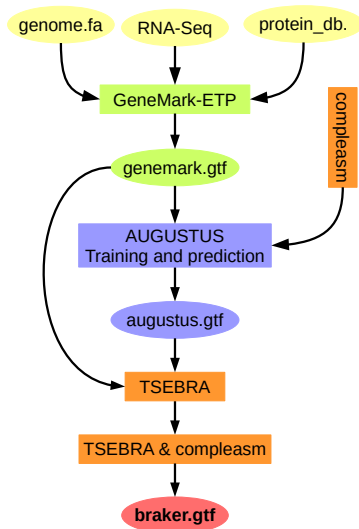 genome.fa
RNA-Seq
protein_db.
GeneMark-ETP
compleasm
genemark.gtf
AUGUSTUS
Training and prediction
augustus.gtf
TSEBRA
TSEBRA & compleasm
braker.gtf